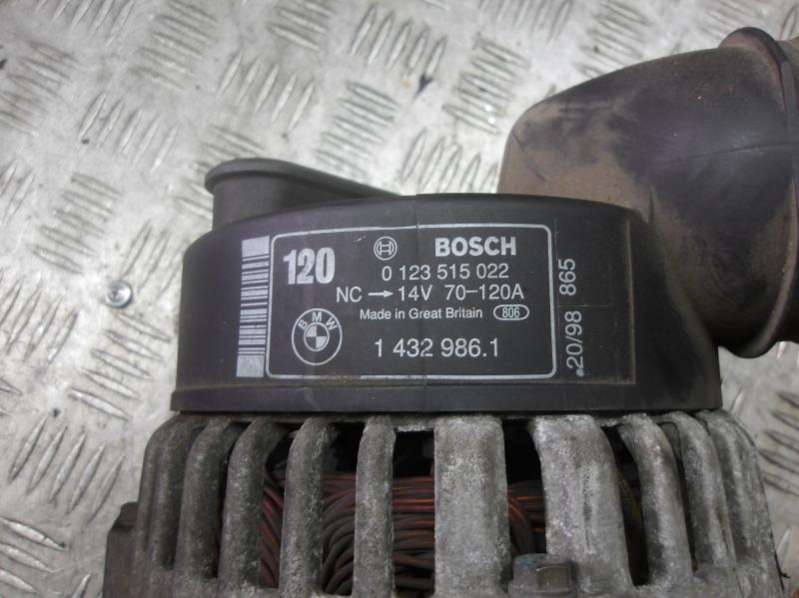 120
BOSCH
0 123 515 022
NC → 14V 70-120A
Made in Great Britain 806
BMW
1 432 986.1
20/98 865